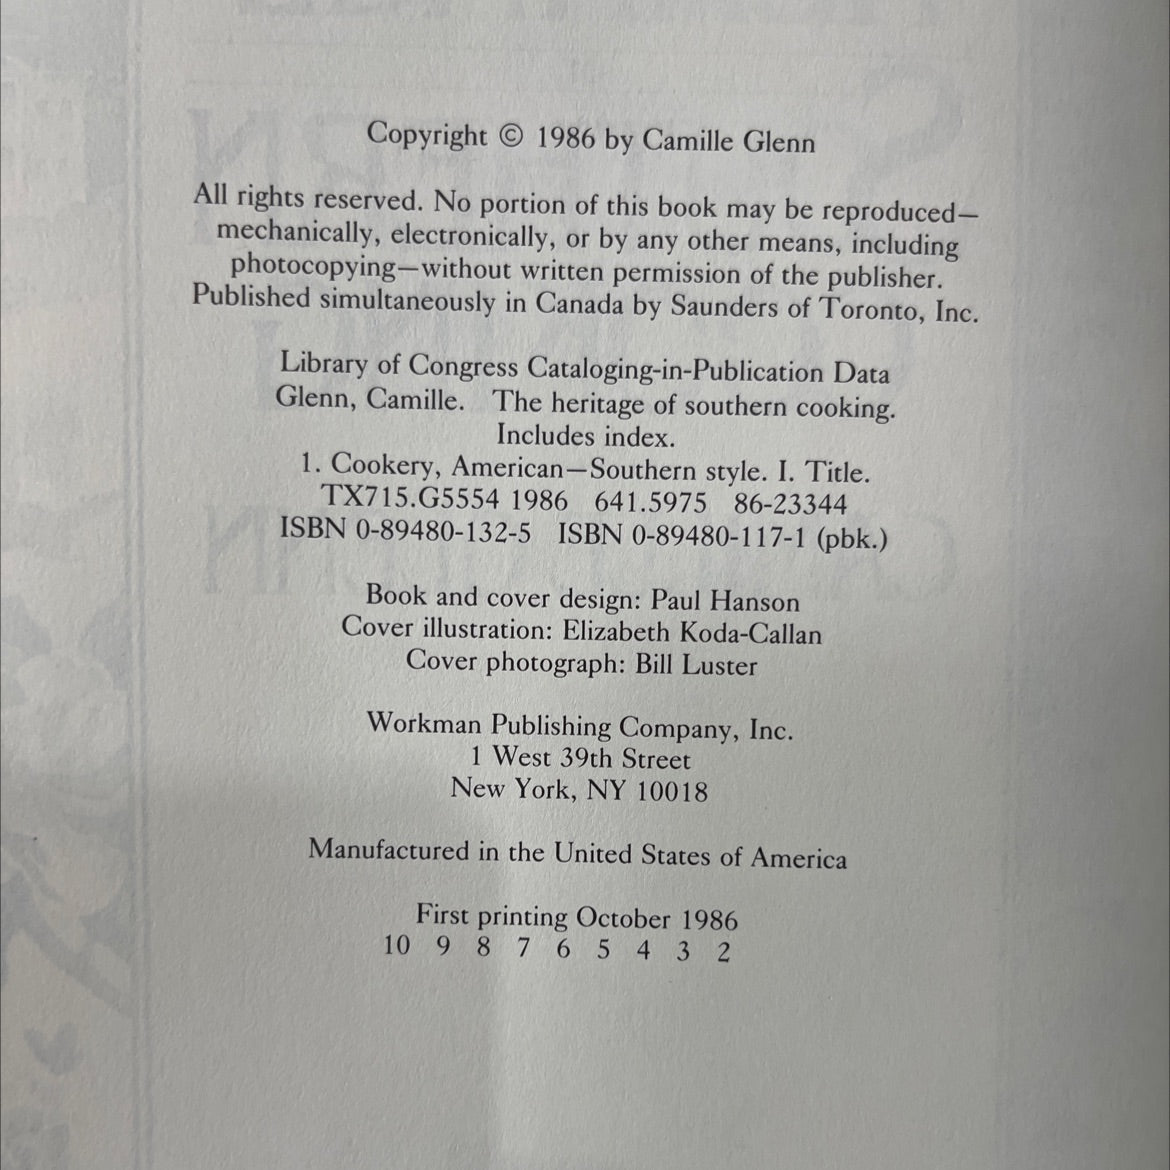 Copyright © 1986 by Camille Glenn
All rights reserved. No portion of this book may be reproduced—
mechanically, electronically, or by any other means, including
photocopying—without written permission of the publisher.
Published simultaneously in Canada by Saunders of Toronto, Inc.
Library of Congress Cataloging-in-Publication Data
Glenn, Camille. The heritage of southern cooking.
Includes index.
1. Cookery, American—Southern style. I. Title.
TX715.G5554 1986 641.5975 86-23344
ISBN 0-89480-132-5 ISBN 0-89480-117-1 (pbk.)
Book and cover design: Paul Hanson
Cover illustration: Elizabeth Koda-Callan
Cover photograph: Bill Luster
Workman Publishing Company, Inc.
1 West 39th Street
New York, NY 10018
Manufactured in the United States of America
First printing October 1986
10 9 8 7 6 5 4 3 2